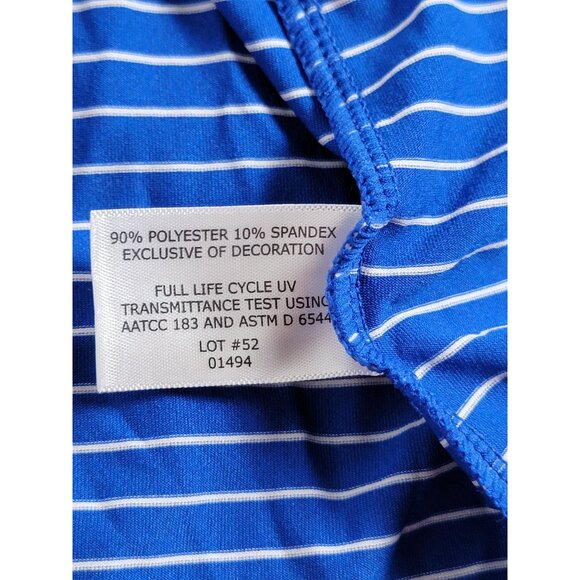 90% POLYESTER 10% SPANDEX
EXCLUSIVE OF DECORATION
FULL LIFE CYCLE UV
TRANSMITTANCE TEST USING
AATCC 183 AND ASTM D 6544
LOT #52
01494